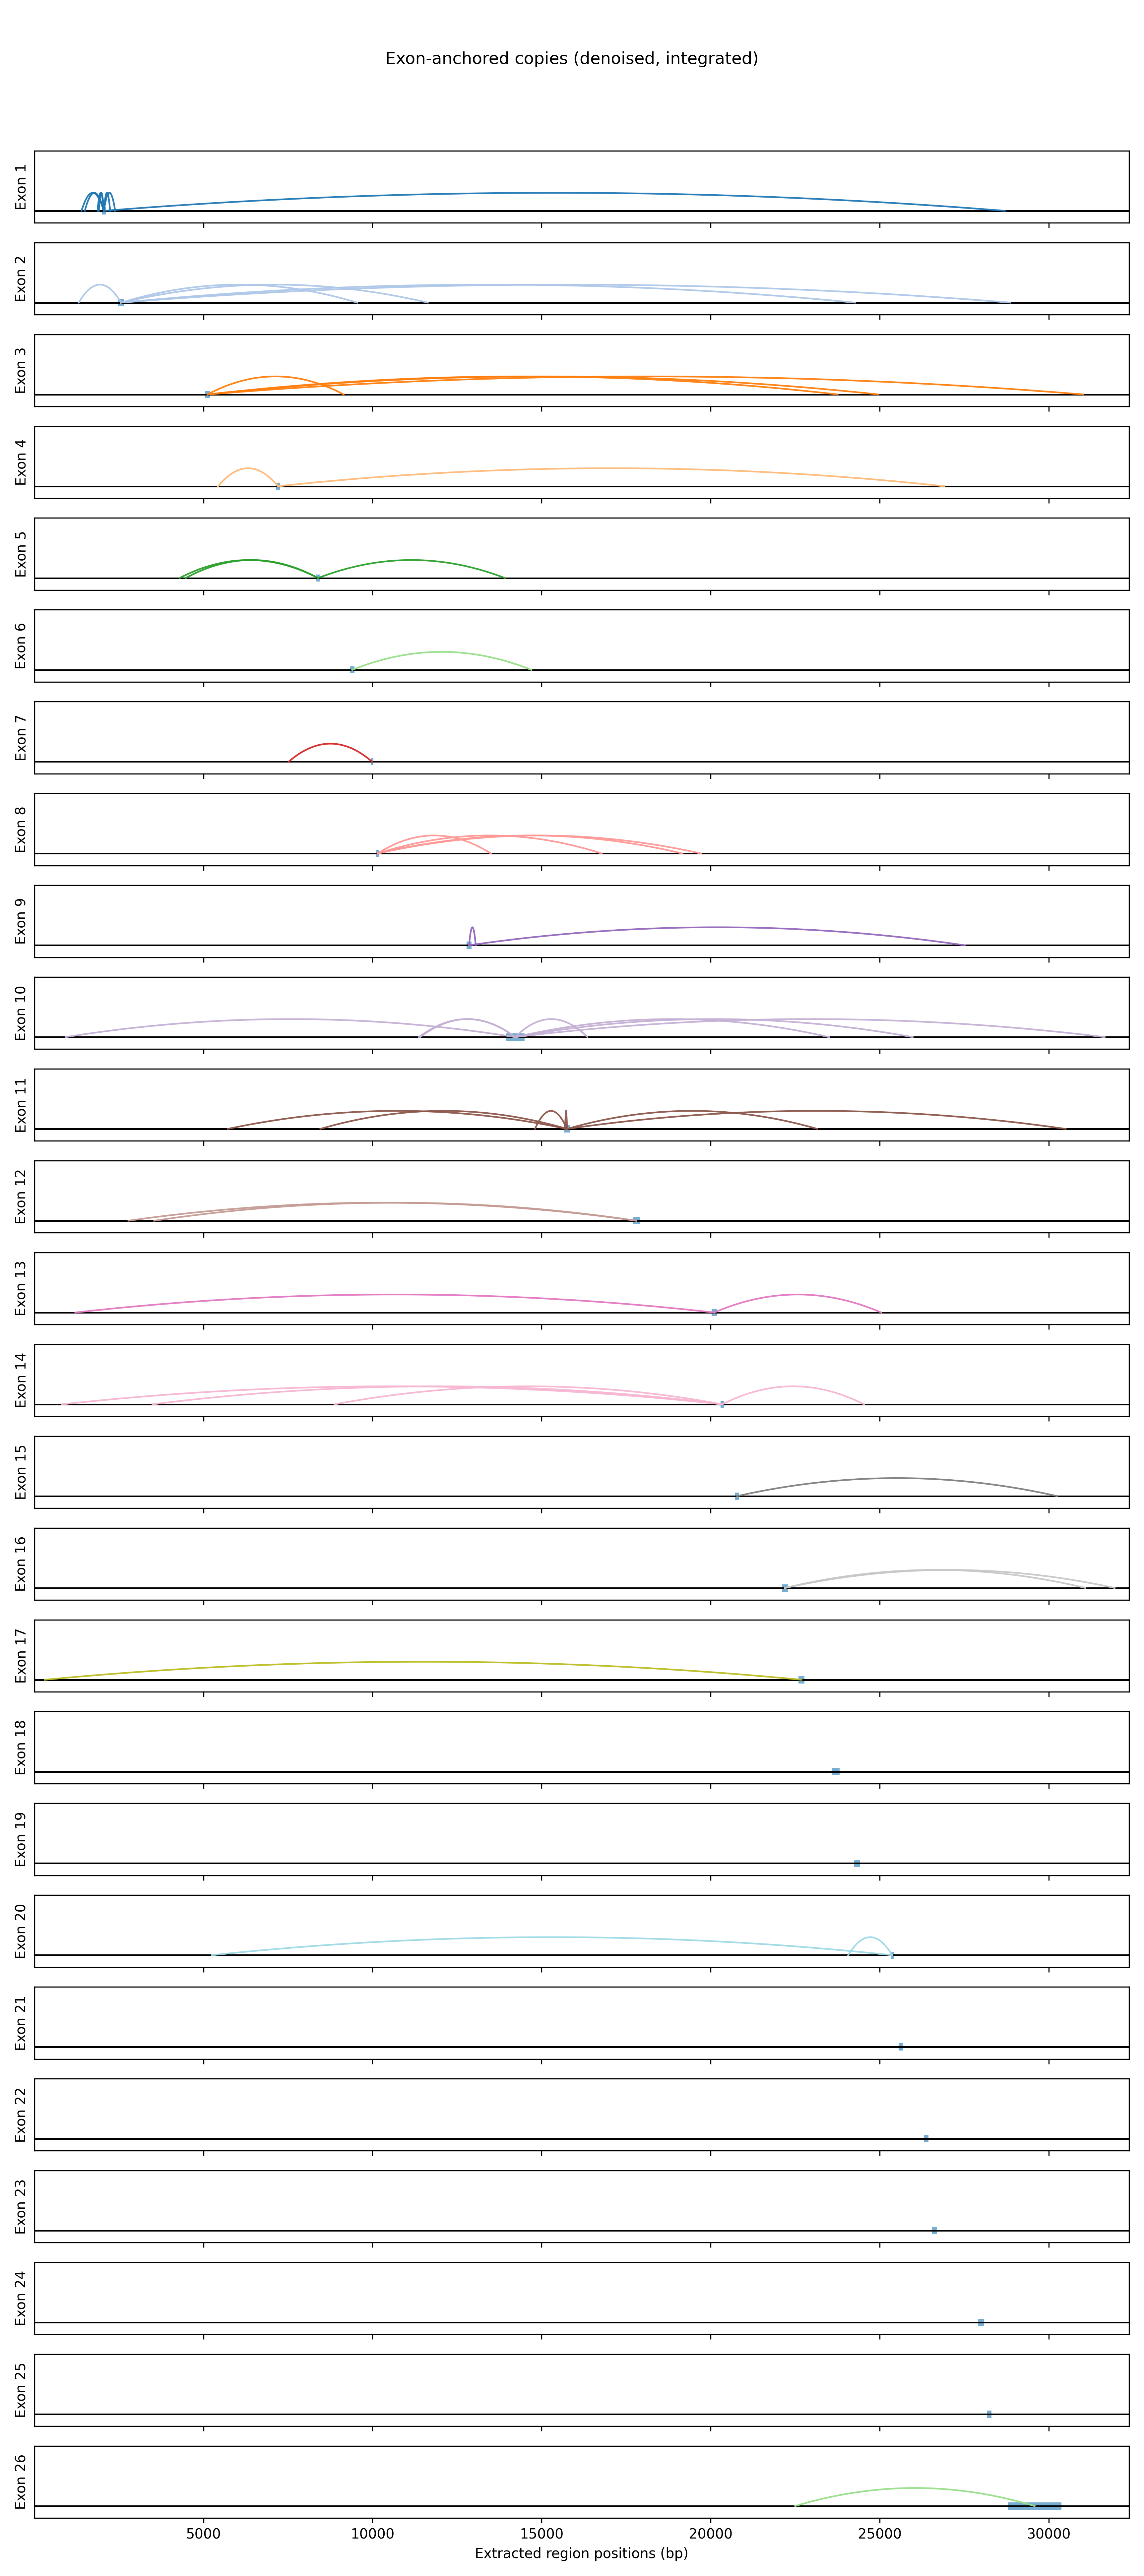 Exon-anchored copies (denoised, integrated)
Exon 1
Exon 2
Exon 3
Exon 4
Exon 5
Exon 6
Exon 7
Exon 8
Exon 9
Exon 10
Exon 11
Exon 12
Exon 13
Exon 14
Exon 15
Exon 16
Exon 17
Exon 18
Exon 19
Exon 20
Exon 21
Exon 22
Exon 23
Exon 24
Exon 25
Exon 26
5000 10000 15000 20000 25000 30000
Extracted region positions (bp)